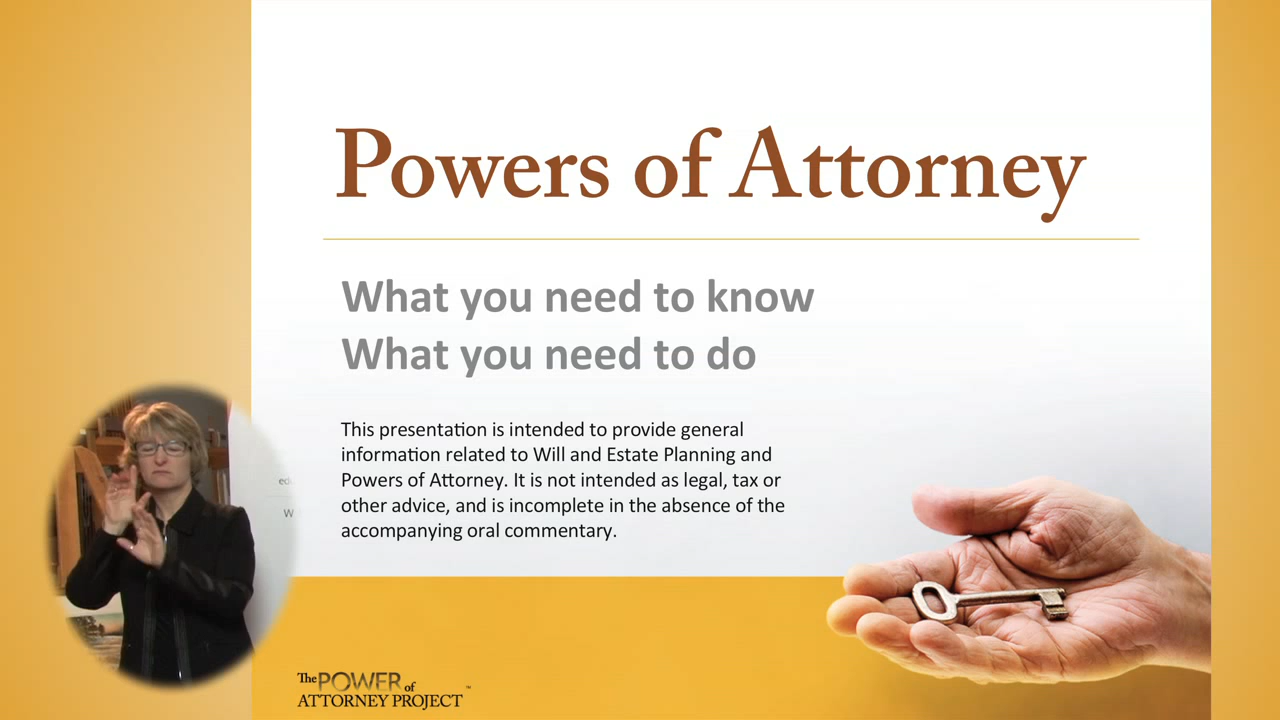 Powers of Attorney
What you need to know
What you need to do
This presentation is intended to provide general
information related to Will and Estate Planning and
Powers of Attorney. It is not intended as legal, tax or
other advice, and is incomplete in the absence of the
accompanying oral commentary.
The POWER of
ATTORNEY PROJECT™